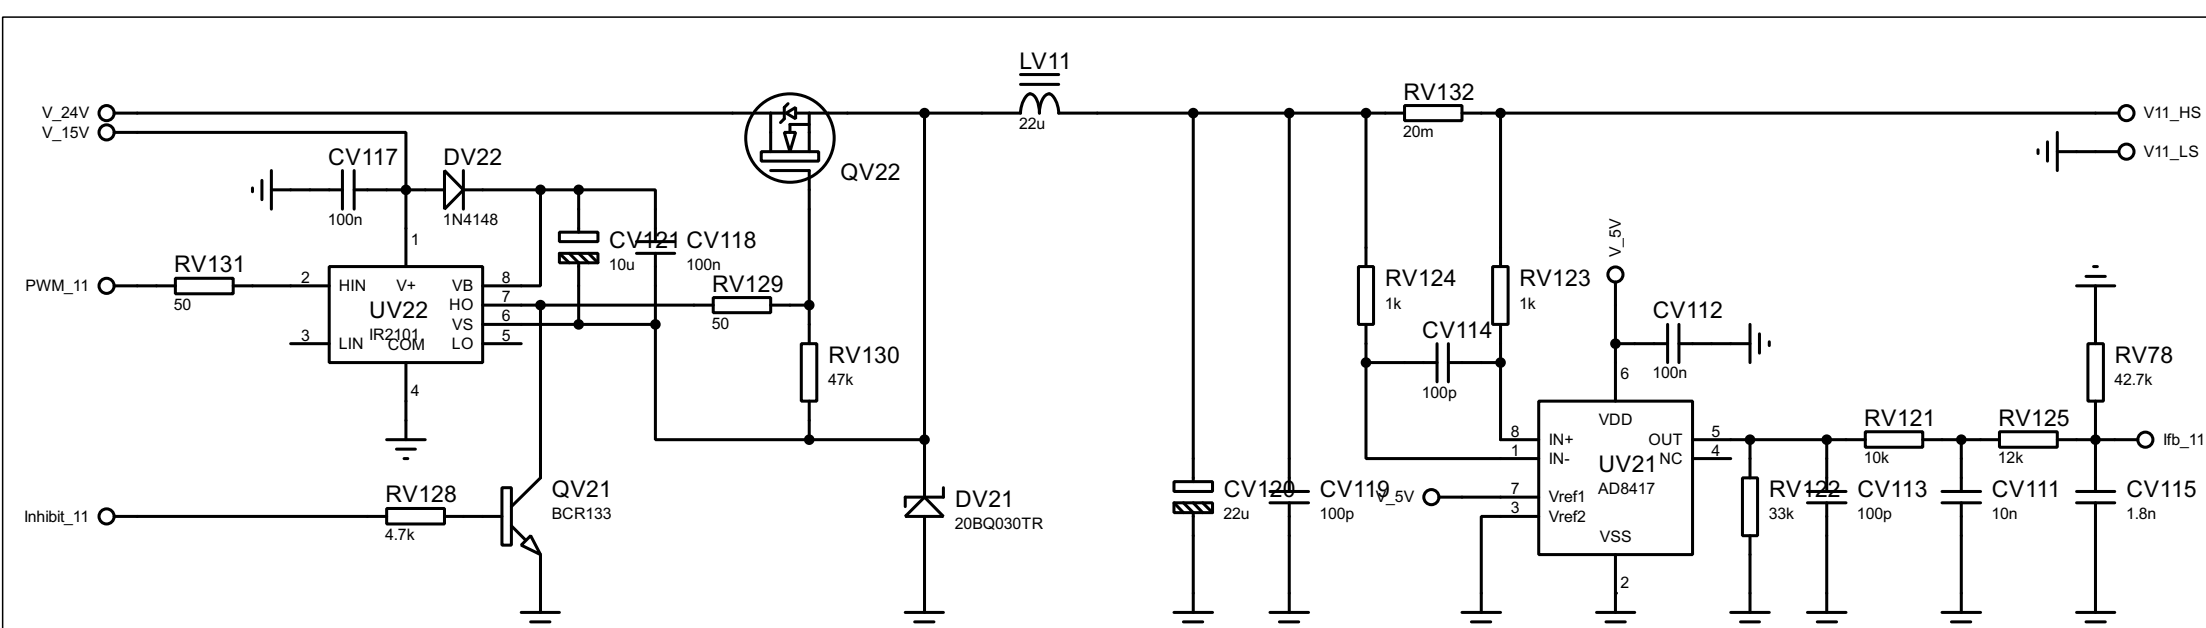 LV11
22u
RV132
20m
V_24V
V_15V
V11_HS
V11_LS
CV117
100n
DV22
1N4148
QV22
1
CV121
10u
CV118
100n
V_5V
PWM_11
RV131
50
2
HIN
V+
VB
8
HO
7
UV22
IR2101
VS
6
3
LIN
COM
LO
5
4
RV129
50
RV130
47k
RV124
1k
RV123
1k
CV114
100p
CV112
100n
6
RV78
42.7k
VDD
8
IN+
OUT
5
1
IN-
NC
4
UV21
AD8417
V_5V
7
Vref1
3
Vref2
VSS
2
RV121
10k
RV125
12k
Ifb_11
Inhibit_11
RV128
4.7k
QV21
BCR133
DV21
20BQ030TR
CV120
22u
CV119
100p
RV122
33k
CV113
100p
CV111
10n
CV115
1.8n